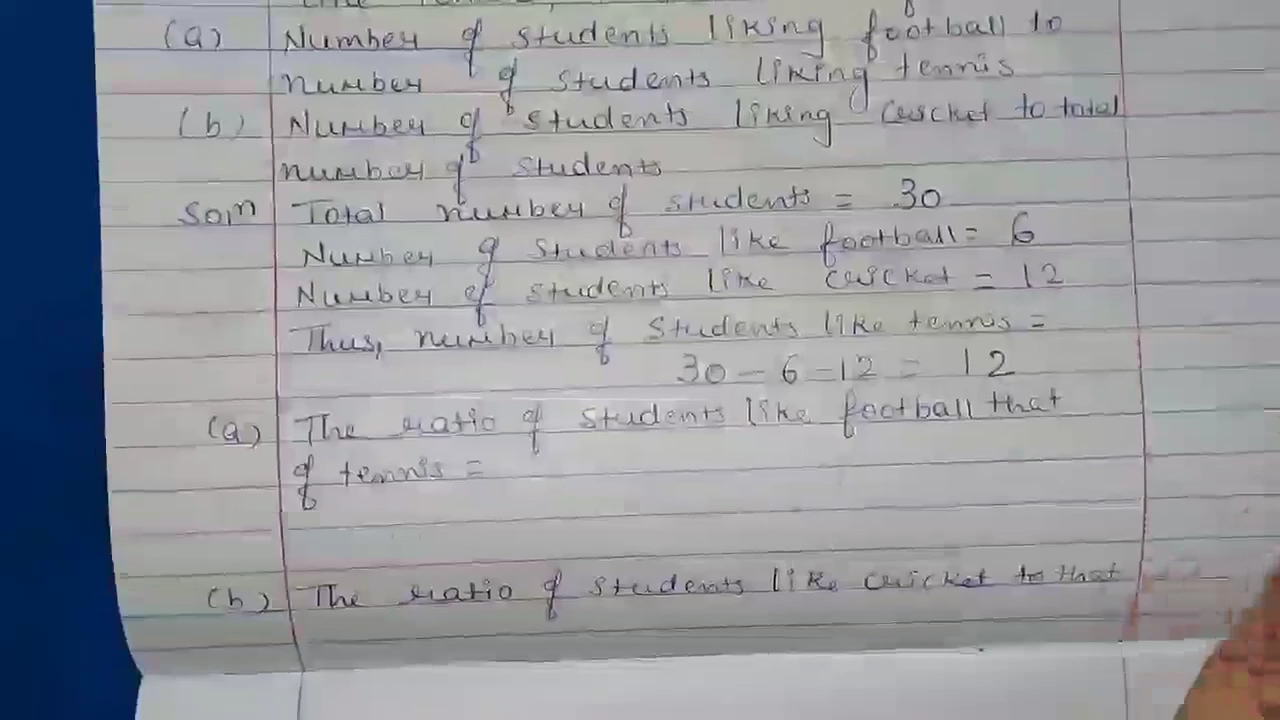 (a) Number of students liking football to
number of students liking tennis
(b) Number of students liking cricket to total
number of students
Soln Total number of students = 30
Number of students like football = 6
Number of students like cricket = 12
Thus, number of students like tennis =
30 - 6 - 12 = 12
(a) The ratio of students like football that
of tennis =
(b) The ratio of students like cricket to that